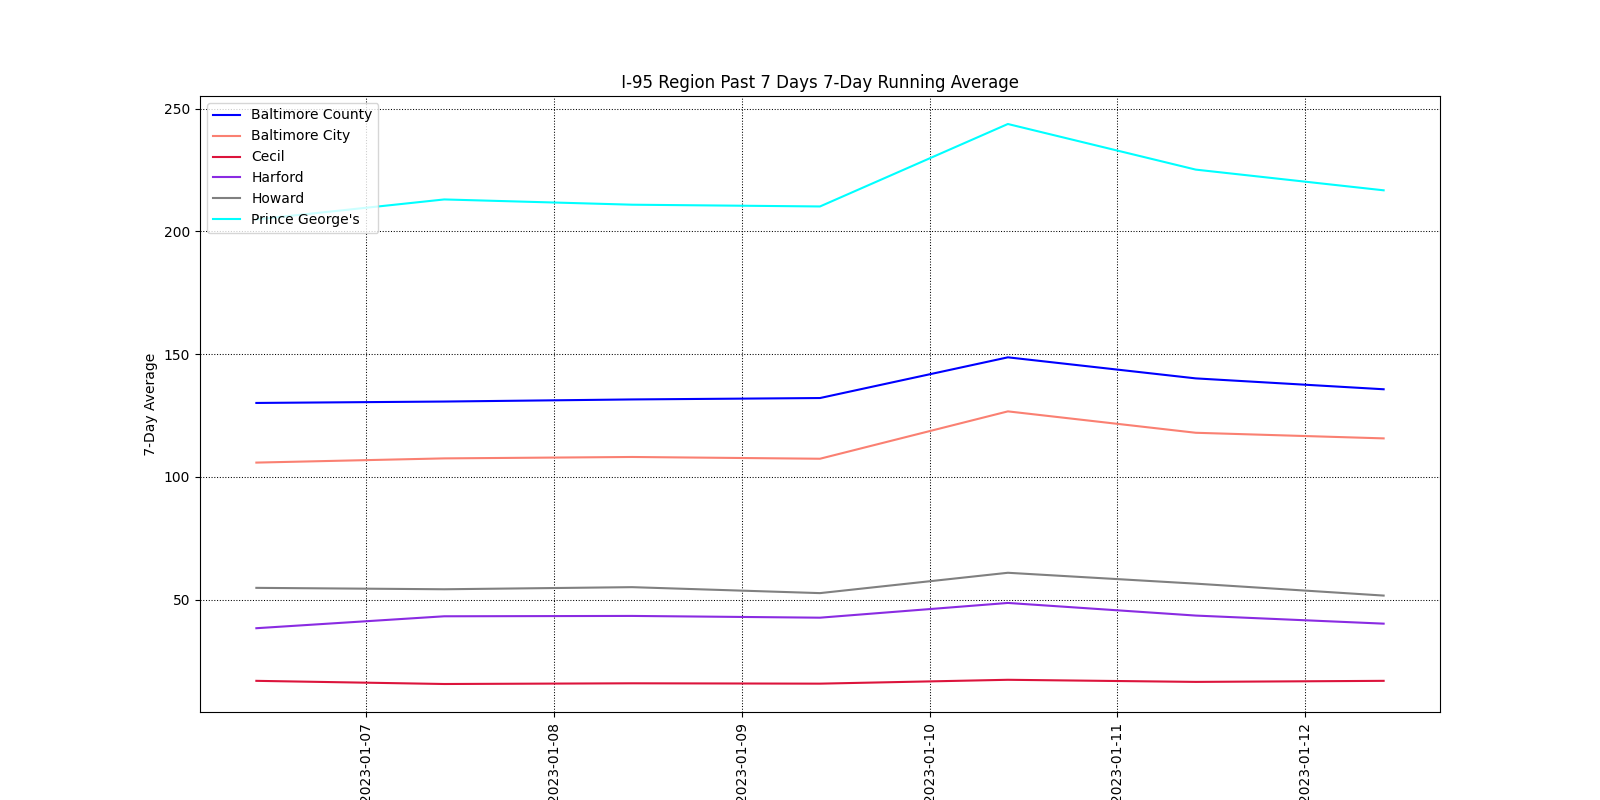 I-95 Region Past 7 Days 7-Day Running Average
250
200
150
100
50
7-Day Average
Baltimore County
Baltimore City
Cecil
Harford
Howard
Prince George's
2023-01-07
2023-01-08
2023-01-09
2023-01-10
2023-01-11
2023-01-12